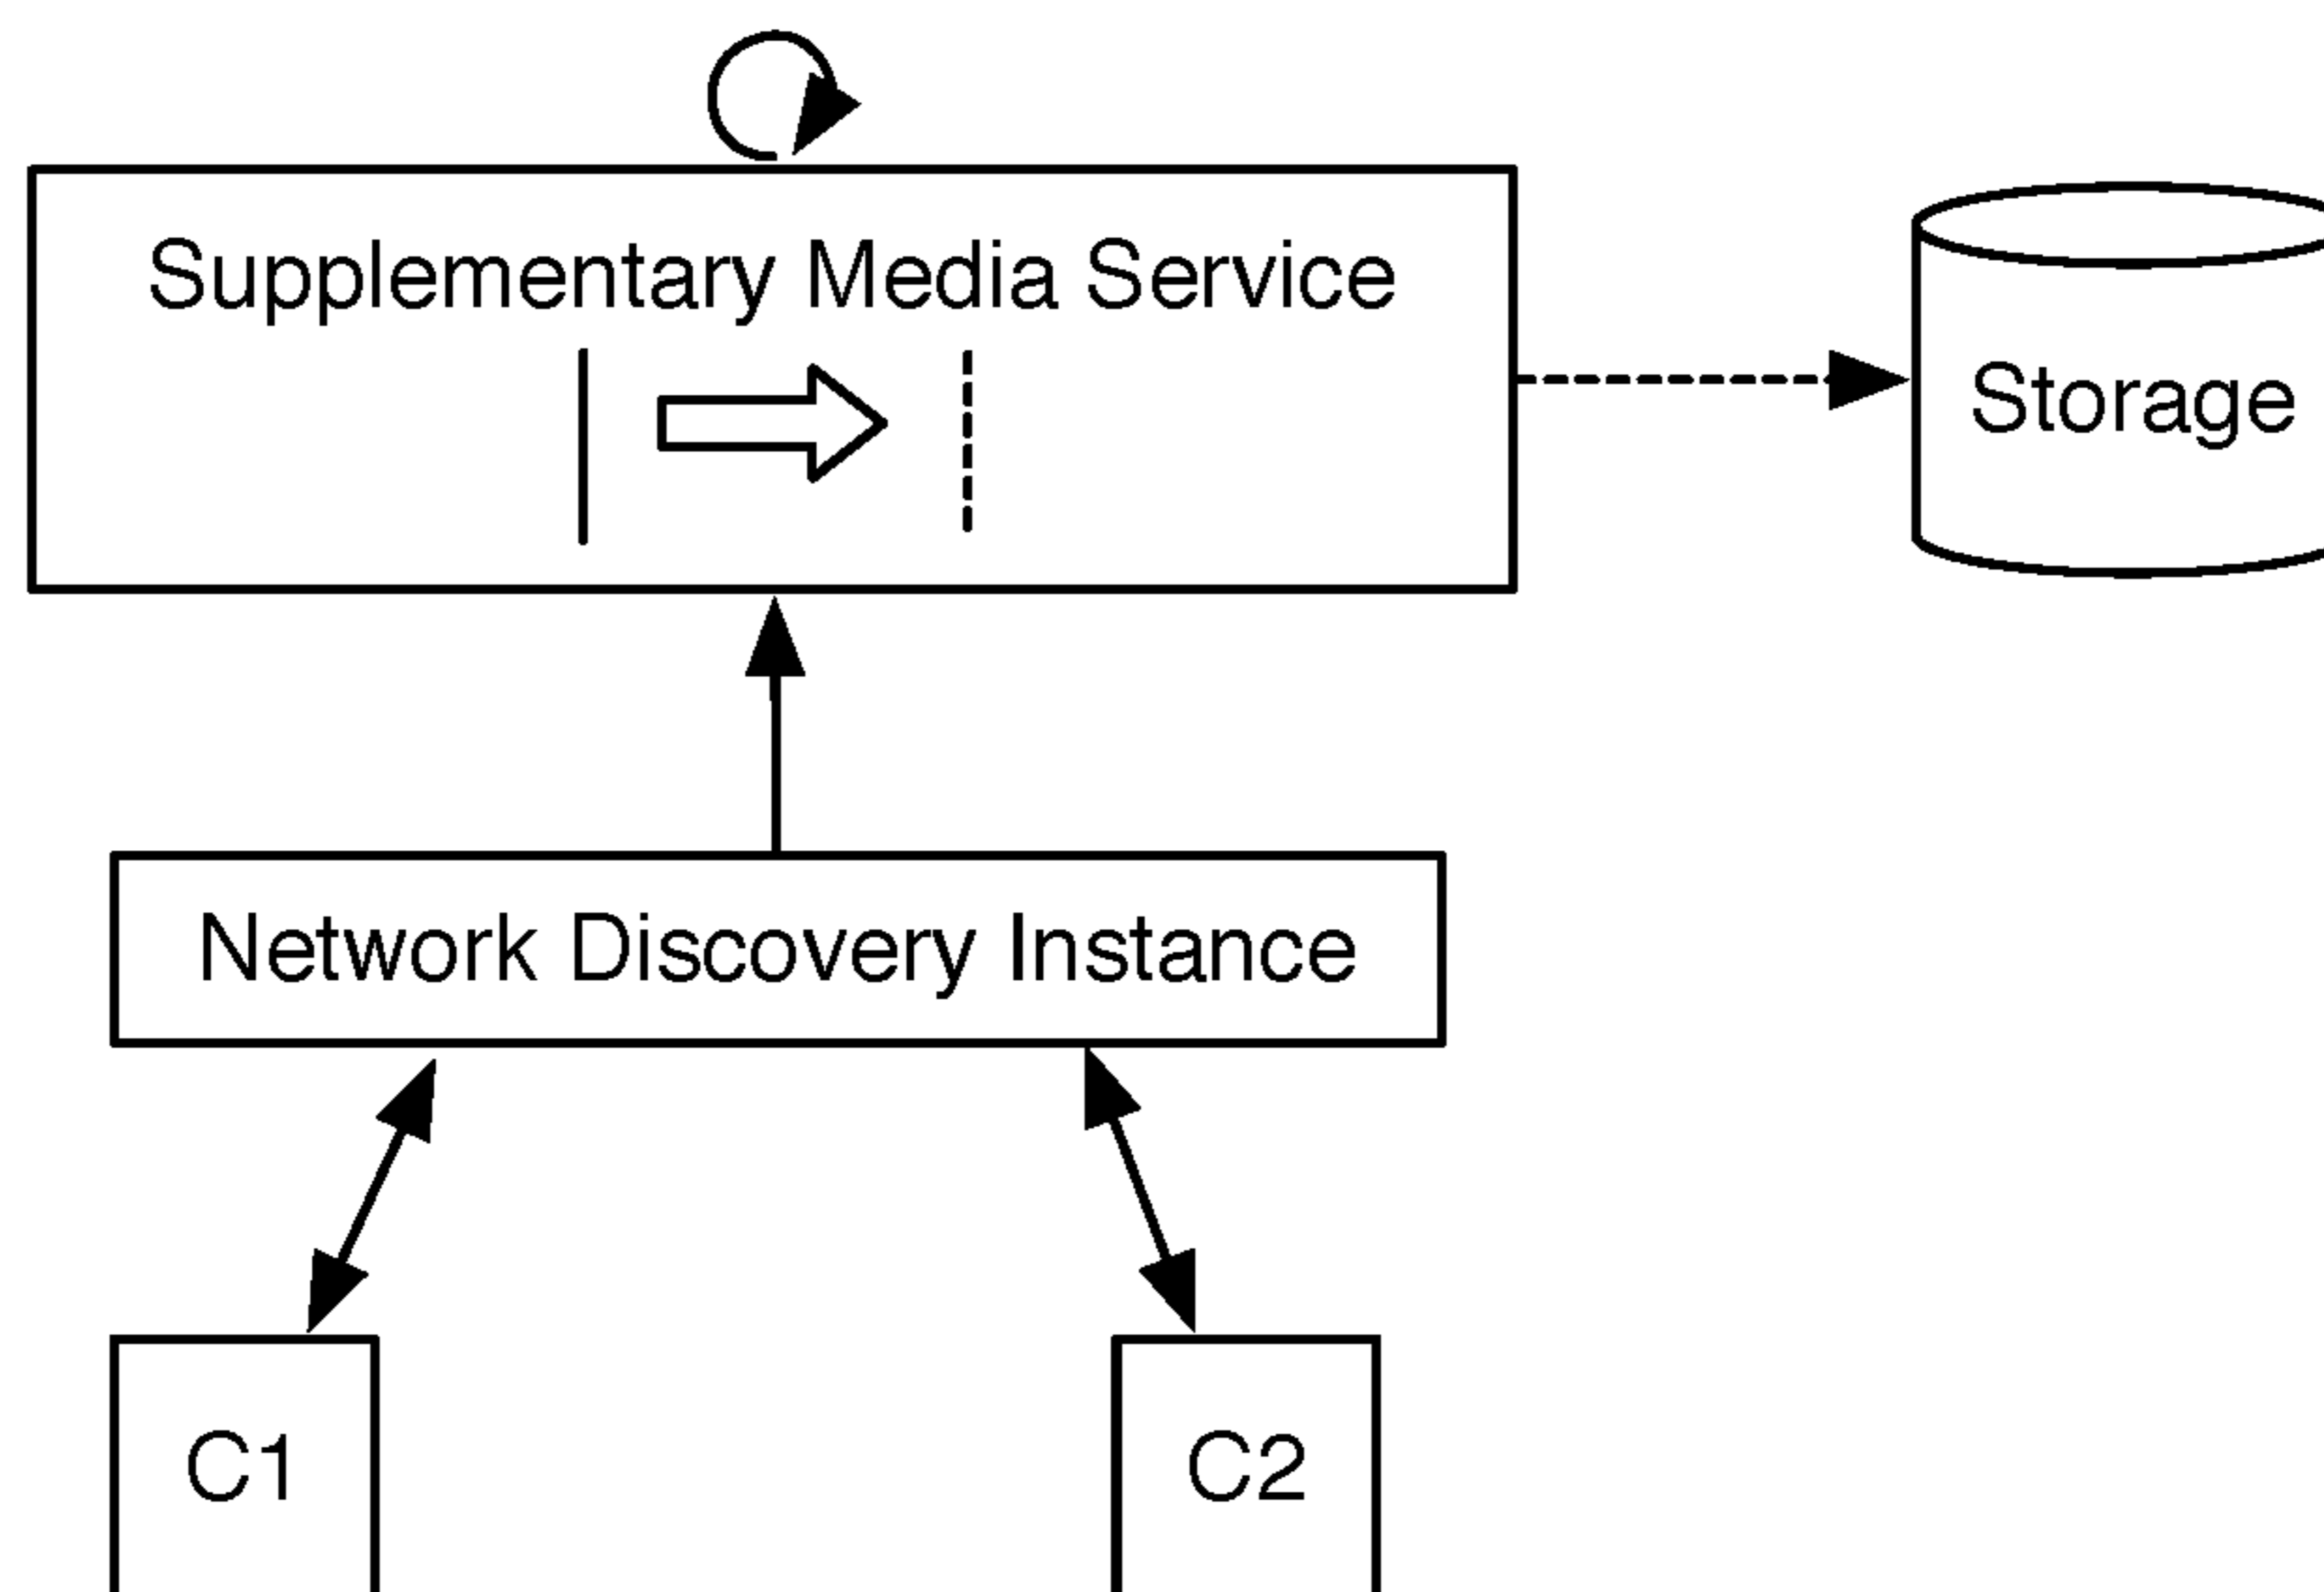 Supplementary Media Service
Storage
Network Discovery Instance
C1
C2